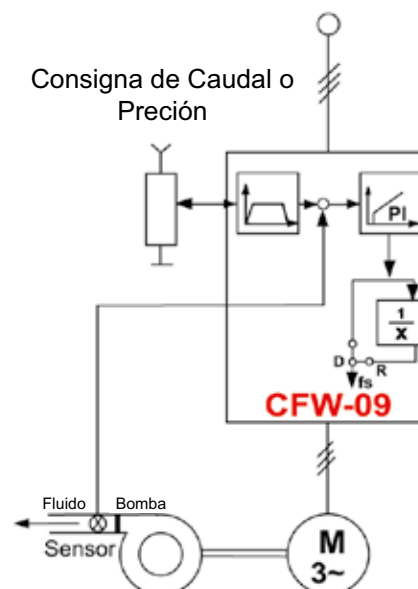 Consigna de Caudal o
Preción
PI
1
x
D
R
fs
CFW-09
Fluido
Bomba
Sensor
M
3~